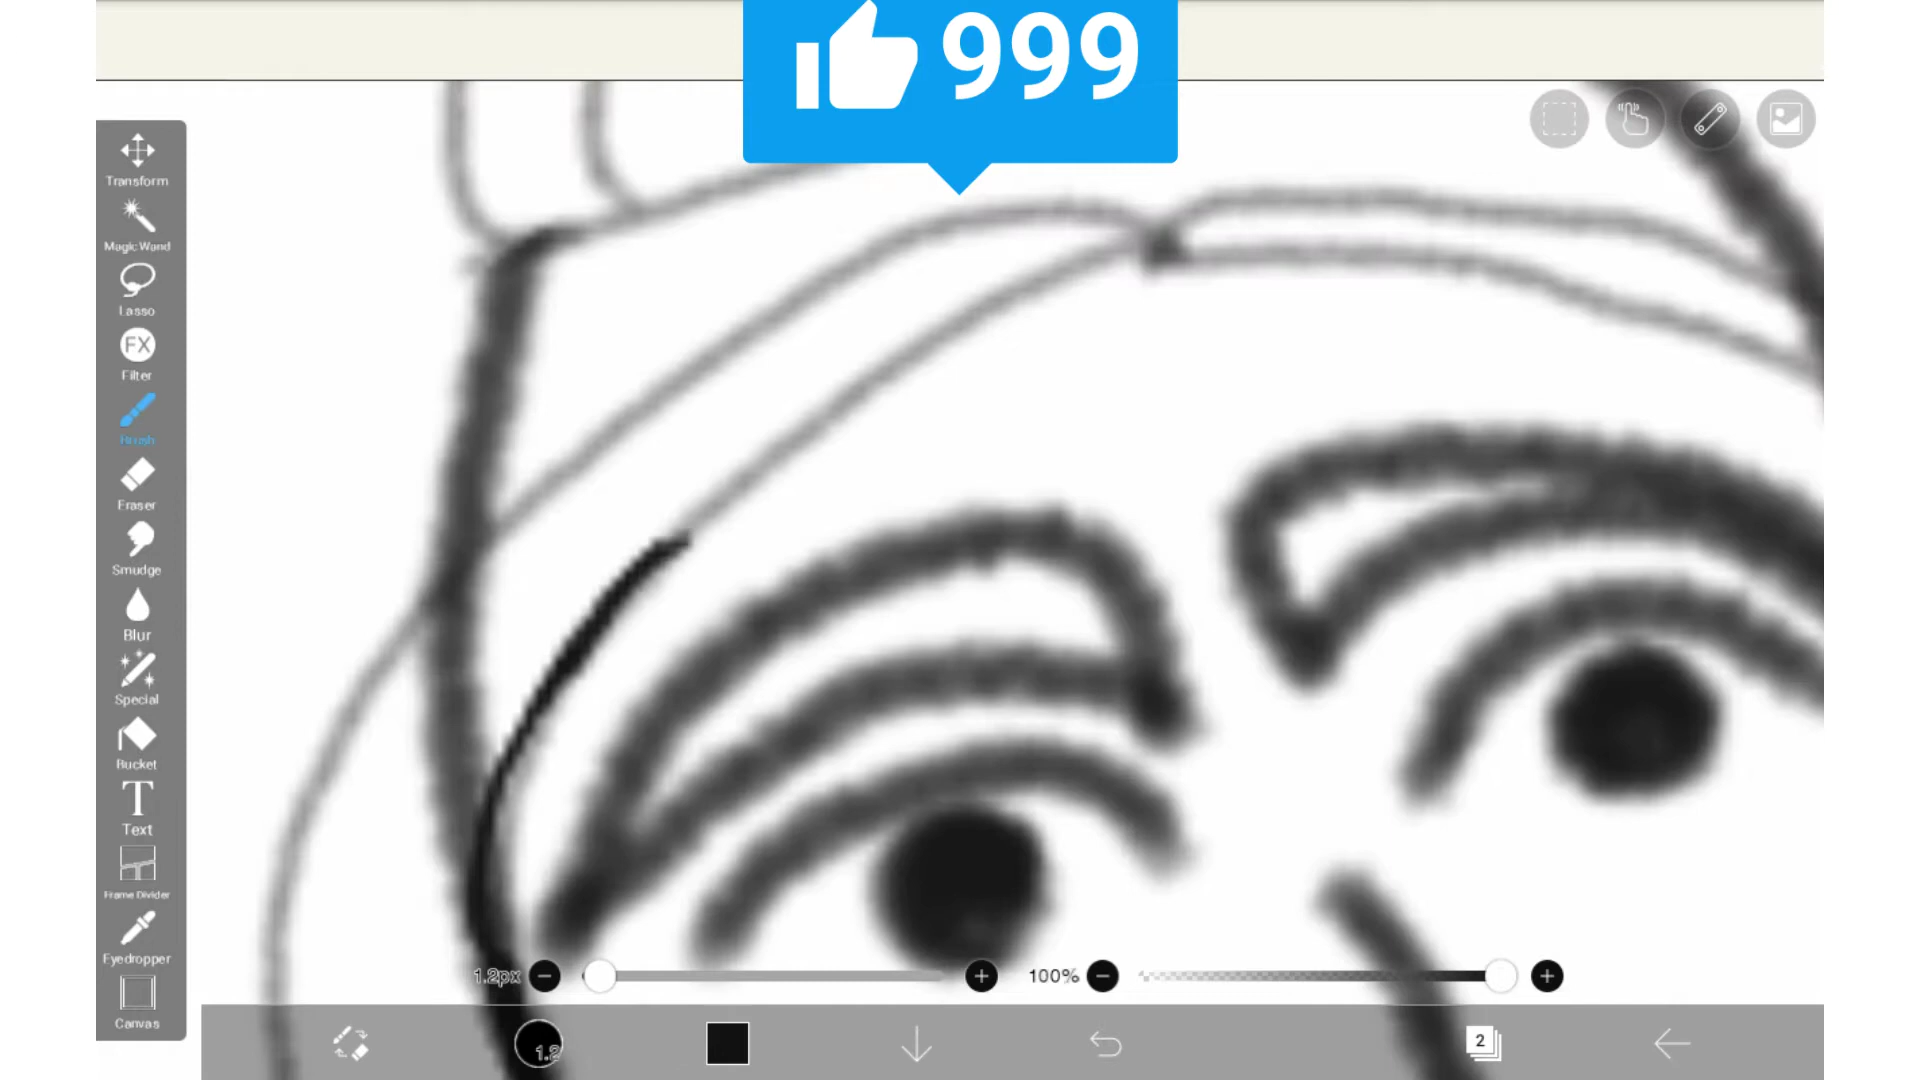 999
Transform
Magic Wand
Lasso
FX
Filter
Brush
Eraser
Smudge
Blur
Special
Bucket
T
Text
Frame Divider
Eyedropper
Canvas
1.2px
100%
1.2
2